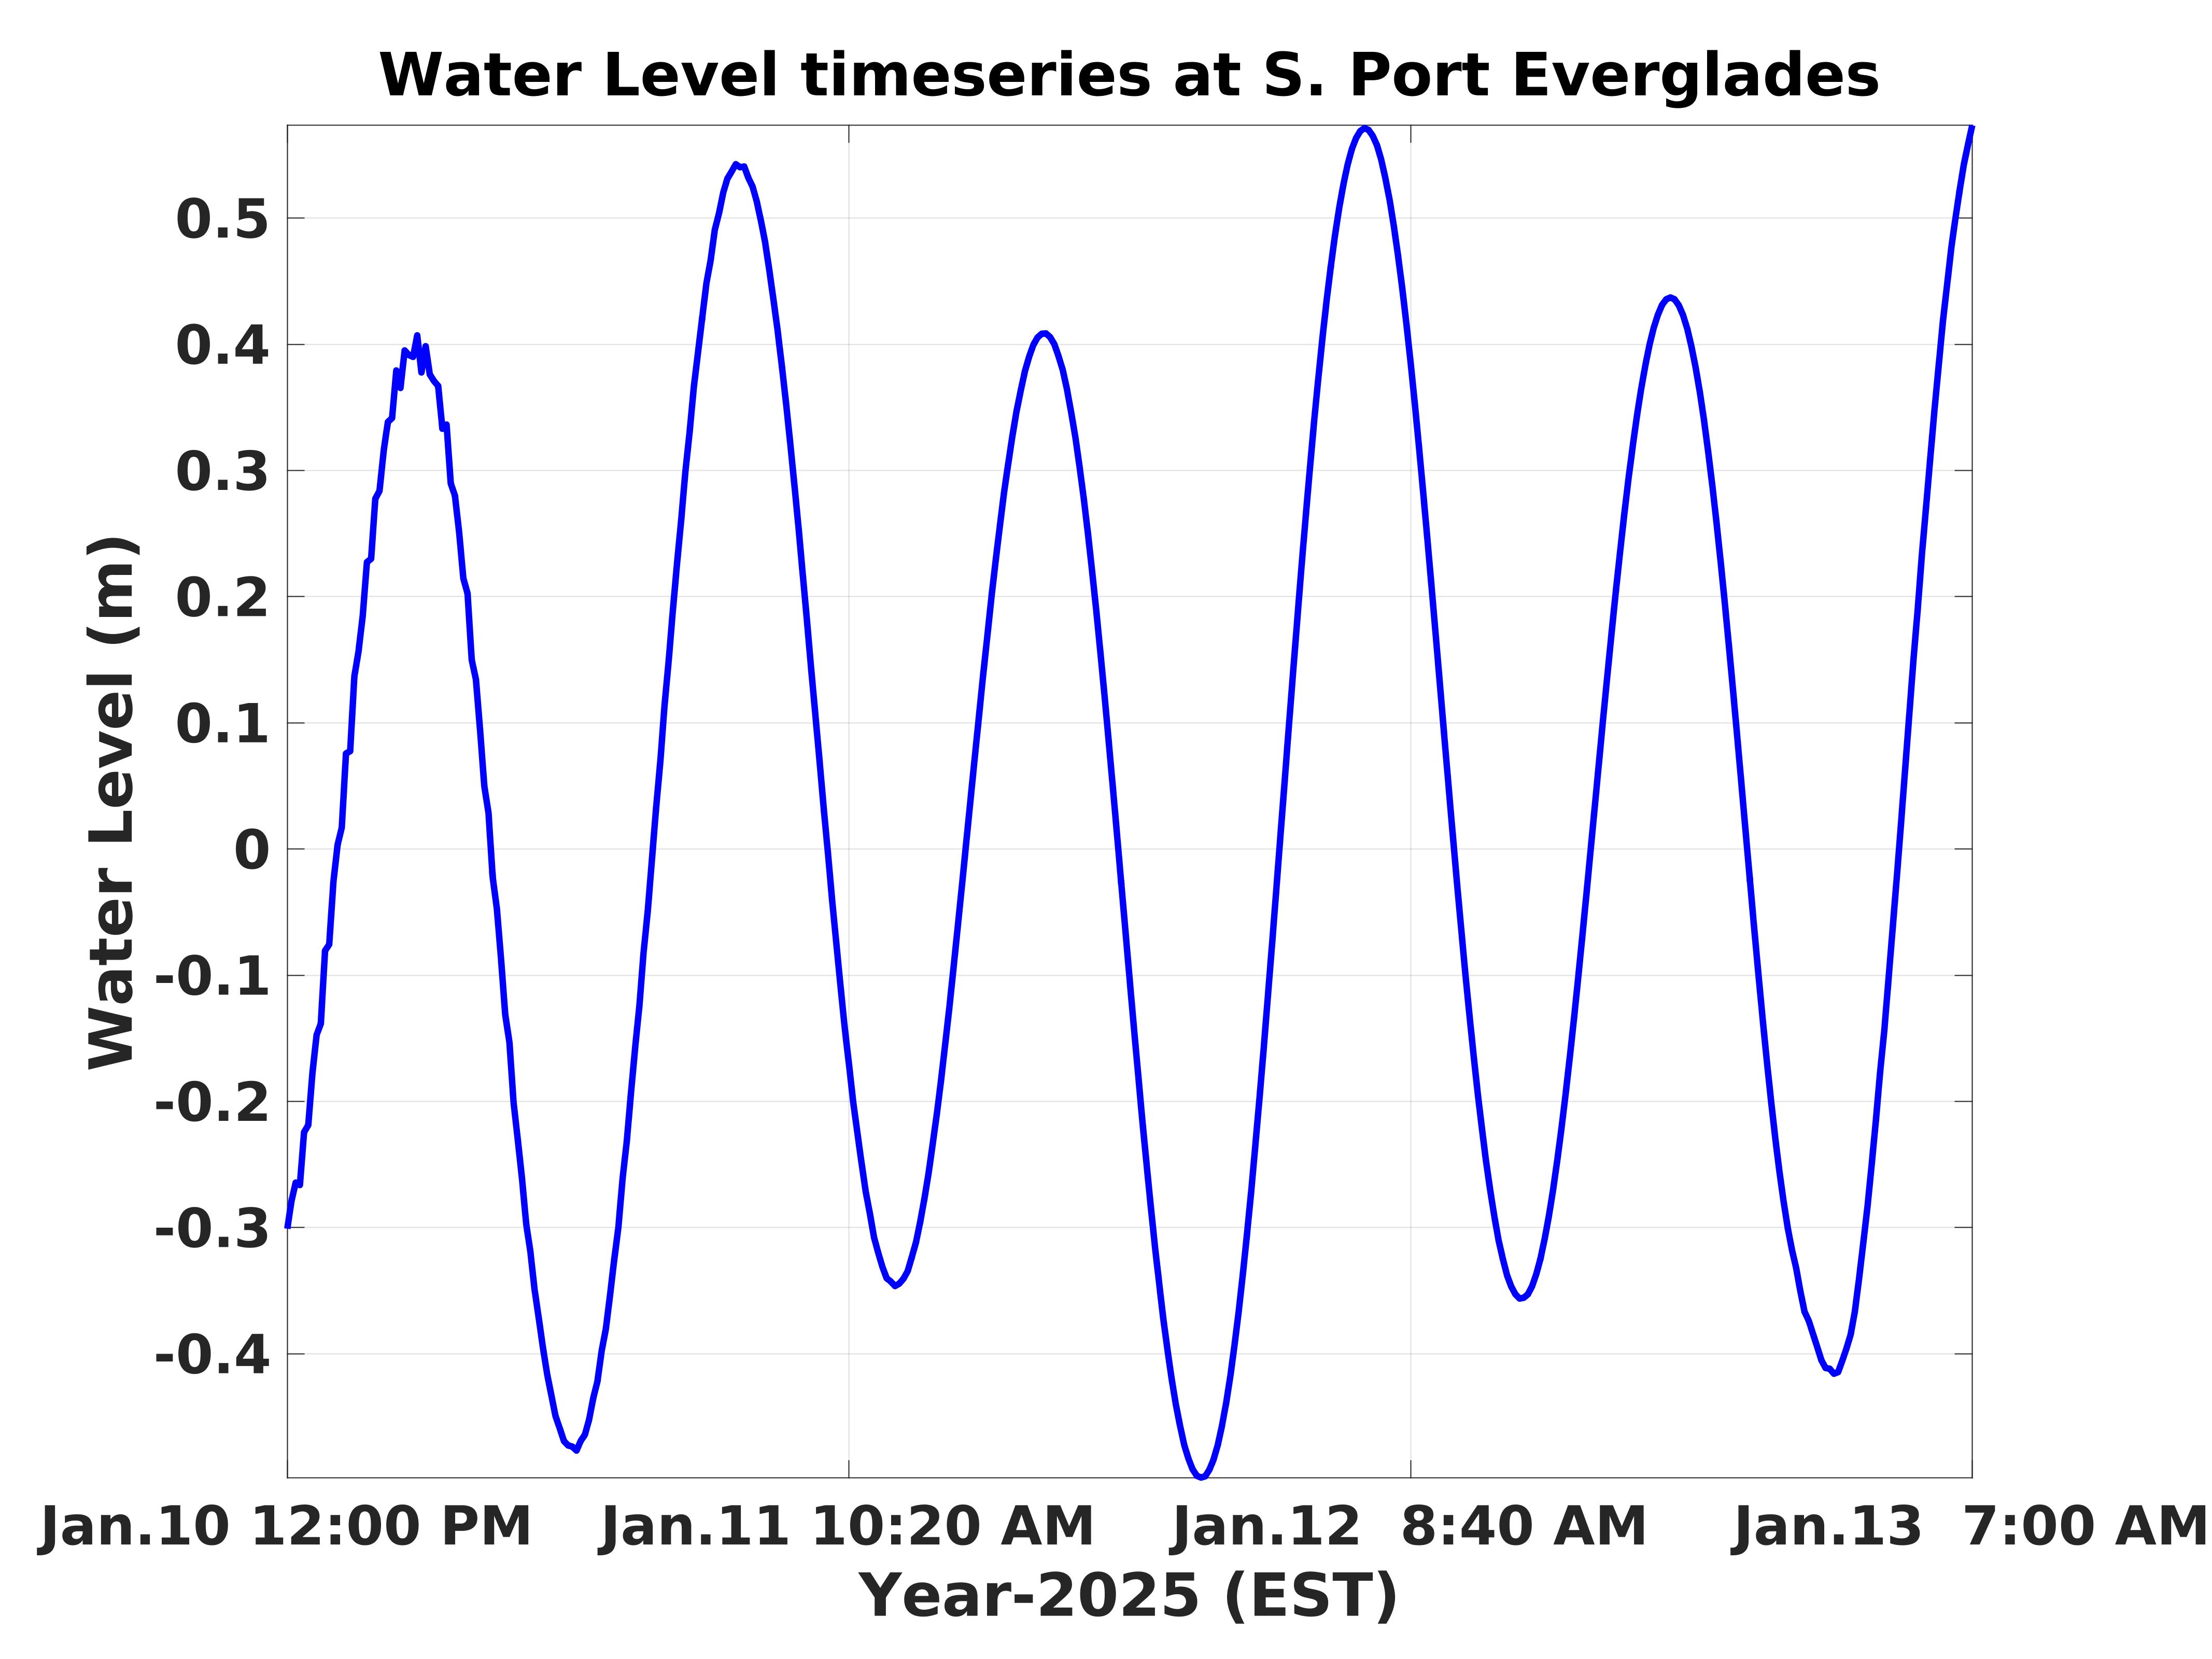 Water Level timeseries at S. Port Everglades
Water Level (m)
0.5
0.4
0.3
0.2
0.1
0
-0.1
-0.2
-0.3
-0.4
Jan.10 12:00 PM Jan.11 10:20 AM Jan.12 8:40 AM Jan.13 7:00 AM
Year-2025 (EST)